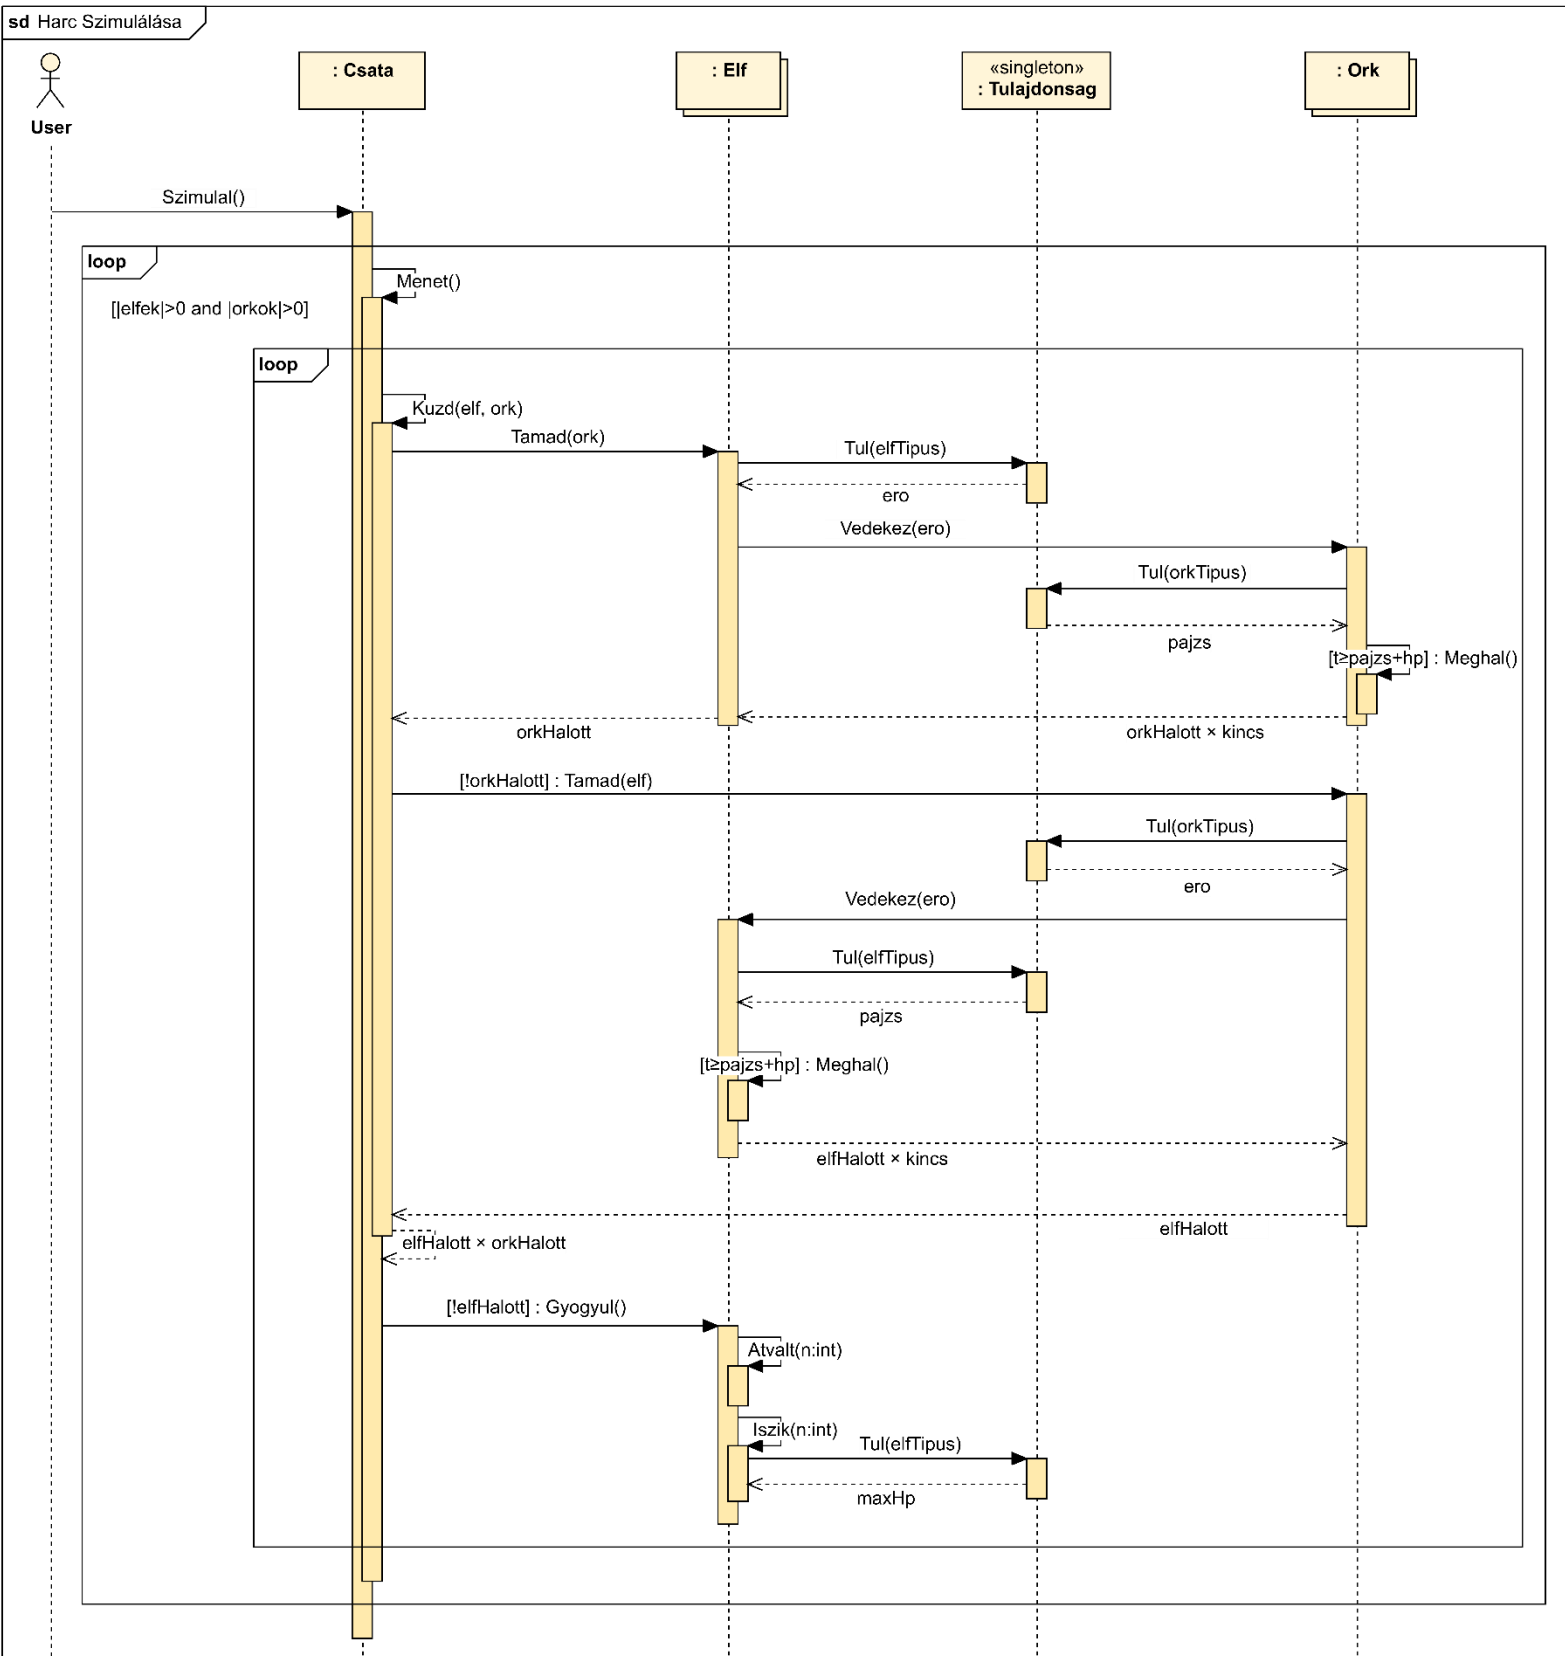 sd Harc Szimulálása
User
: Csata
: Elf
«singleton»
: Tulajdonsag
: Ork
Szimulal()
loop
Menet()
[|elfek|>0 and |orkok|>0]
loop
Kuzd(elf, ork)
Tamad(ork)
Tul(elfTipus)
ero
Vedekez(ero)
Tul(orkTipus)
pajzs
[t≥pajzs+hp] : Meghal()
orkHalott
orkHalott × kincs
[!orkHalott] : Tamad(elf)
Tul(orkTipus)
ero
Vedekez(ero)
Tul(elfTipus)
pajzs
[t≥pajzs+hp] : Meghal()
elfHalott × kincs
elfHalott
elfHalott × orkHalott
[!elfHalott] : Gyogyul()
Atvalt(n:int)
Iszik(n:int)
Tul(elfTipus)
maxHp